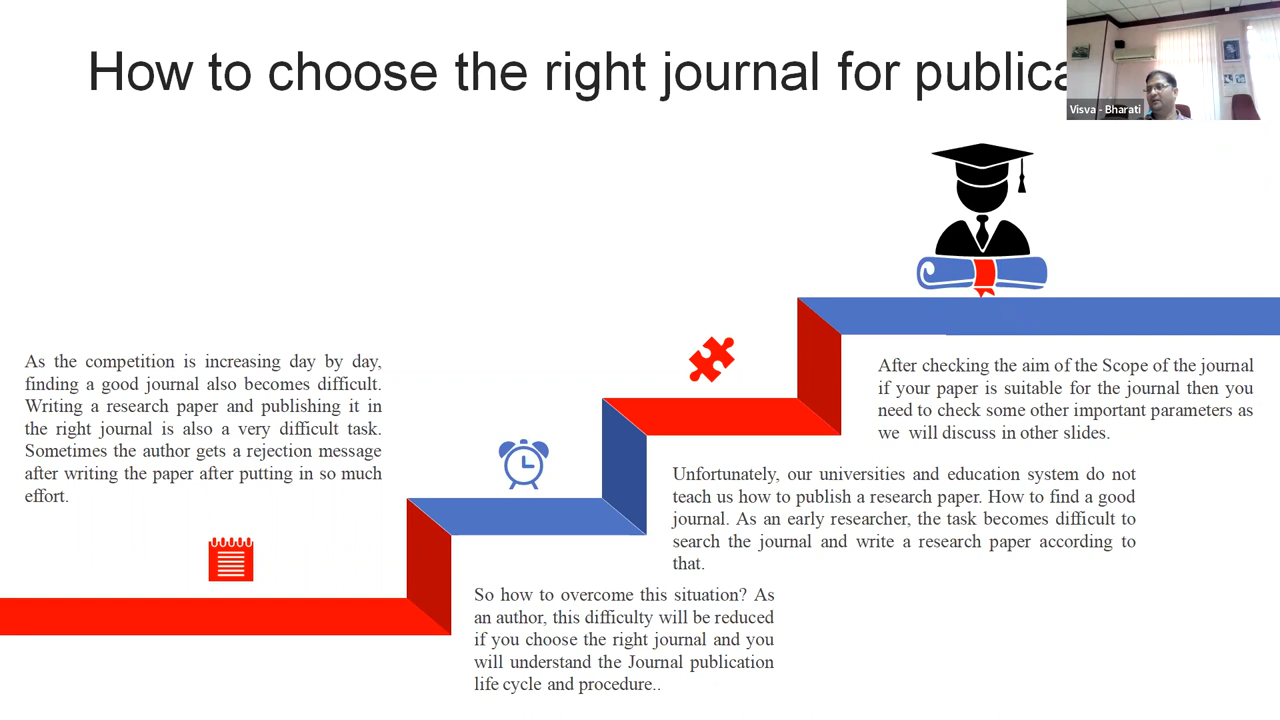 How to choose the right journal for publica
Visva - Bharati
As the competition is increasing day by day,
finding a good journal also becomes difficult.
Writing a research paper and publishing it in
the right journal is also a very difficult task.
Sometimes the author gets a rejection message
after writing the paper after putting in so much
effort.
So how to overcome this situation? As
an author, this difficulty will be reduced
if you choose the right journal and you
will understand the Journal publication
life cycle and procedure..
Unfortunately, our universities and education system do not
teach us how to publish a research paper. How to find a good
journal. As an early researcher, the task becomes difficult to
search the journal and write a research paper according to
that.
After checking the aim of the Scope of the journal
if your paper is suitable for the journal then you
need to check some other important parameters as
we will discuss in other slides.